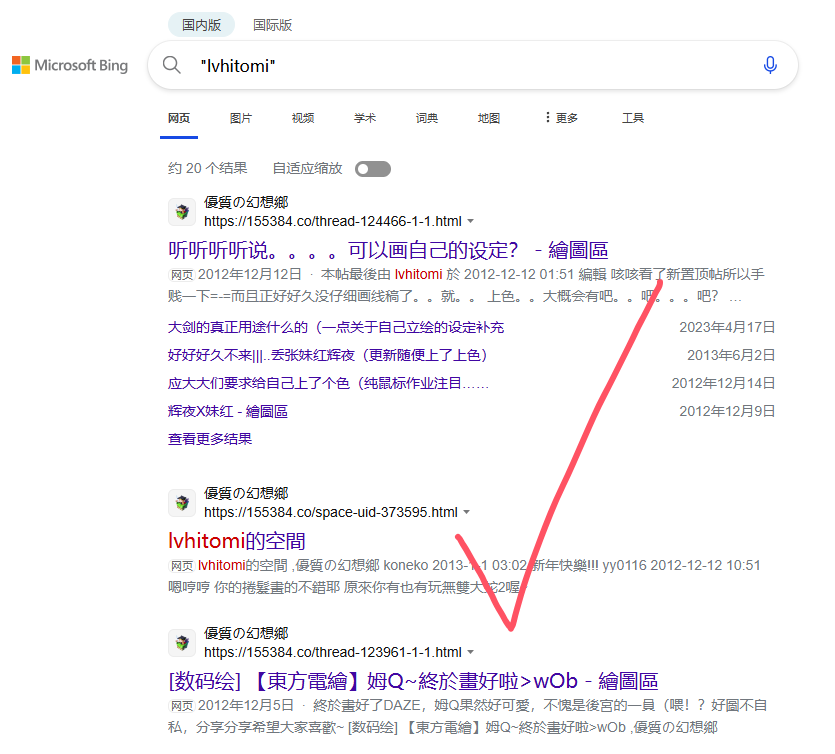 国内版 国际版
Microsoft Bing "lvhitomi"
网页 图片 视频 学术 词典 地图 更多 工具
约 20 个结果 自适应缩放
優質の幻想鄉
https://155384.co/thread-124466-1-1.html
听听听听说。。。。可以画自己的设定？ - 繪圖區
网页 2012年12月12日 · 本帖最後由 lvhitomi 於 2012-12-12 01:51 編輯 咳咳看了新置顶帖所以手
贱一下=-=而且正好好久没仔细画线稿了。。就。。 上色。。大概会有吧。。吧。。。吧？ …
大剑的真正用途什么的（一点关于自己立绘的设定补充 2023年4月17日
好好好久不来|||..丢张妹红辉夜（更新随便上了上色） 2013年6月2日
应大大们要求给自己上了个色（纯鼠标作业注目…… 2012年12月14日
辉夜X妹红 - 繪圖區 2012年12月9日
查看更多结果
優質の幻想鄉
https://155384.co/space-uid-373595.html
lvhitomi的空間
网页 lvhitomi的空間 ,優質の幻想鄉 koneko 2013-1-1 03:02 新年快樂!!! yy0116 2012-12-12 10:51
嗯哼哼 你的捲髮畫的不錯耶 原來你有也有玩無雙大蛇2喔
優質の幻想鄉
https://155384.co/thread-123961-1-1.html
[数码绘] 【東方電繪】姆Q~終於畫好啦>wOb - 繪圖區
网页 2012年12月5日 · 終於畫好了DAZE，姆Q果然好可愛，不愧是後宮的一員（喂！？好圖不自
私，分享分享希望大家喜歡~ [数码绘] 【東方電繪】姆Q~終於畫好啦>wOb ,優質の幻想鄉